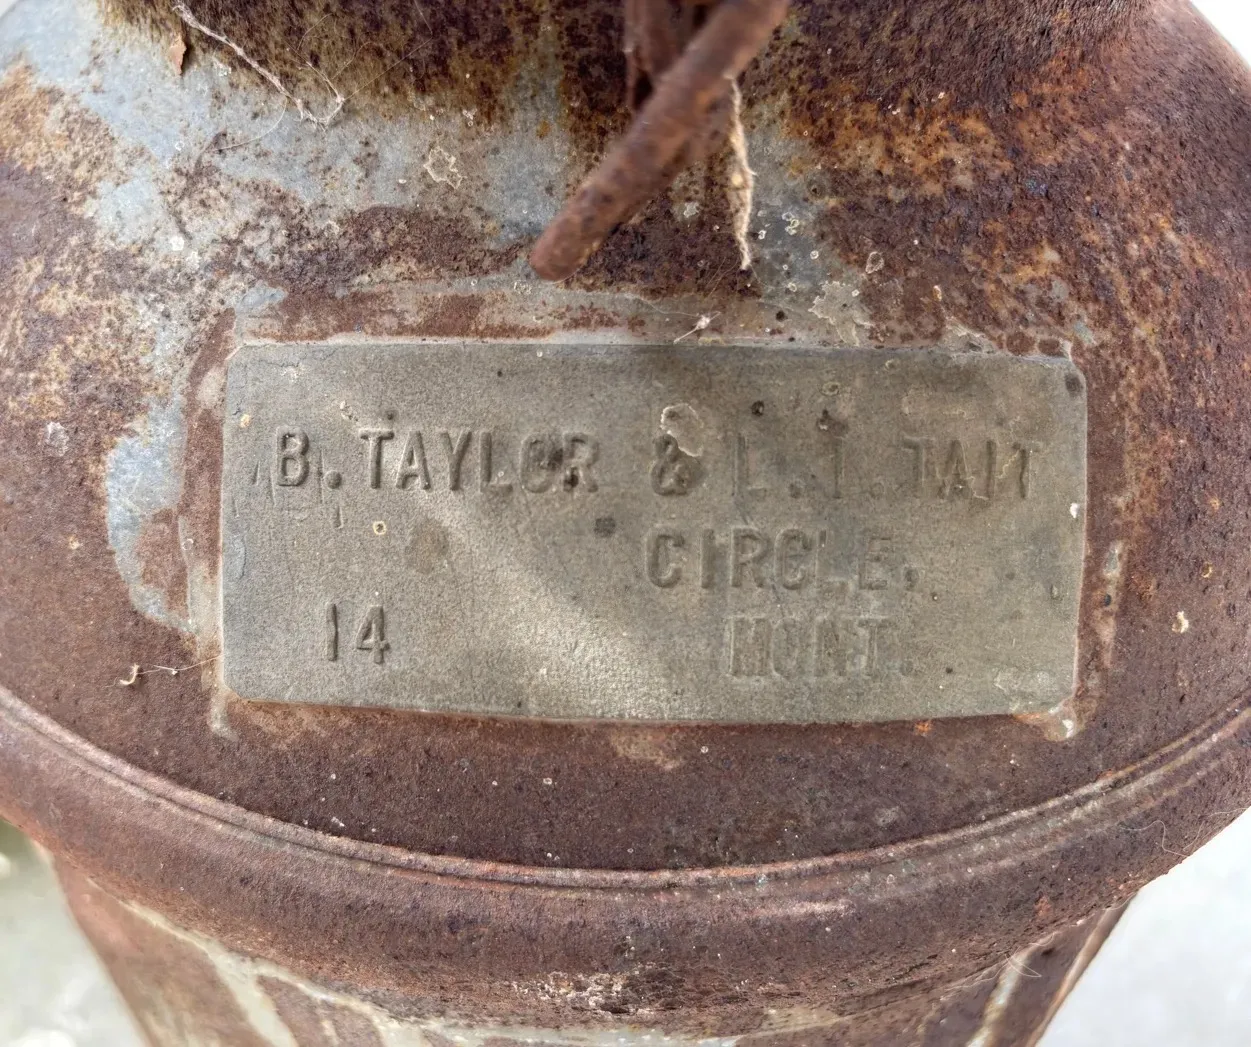 B. TAYLOR & L. I. TAIT
CIRCLE.
14 MONT.